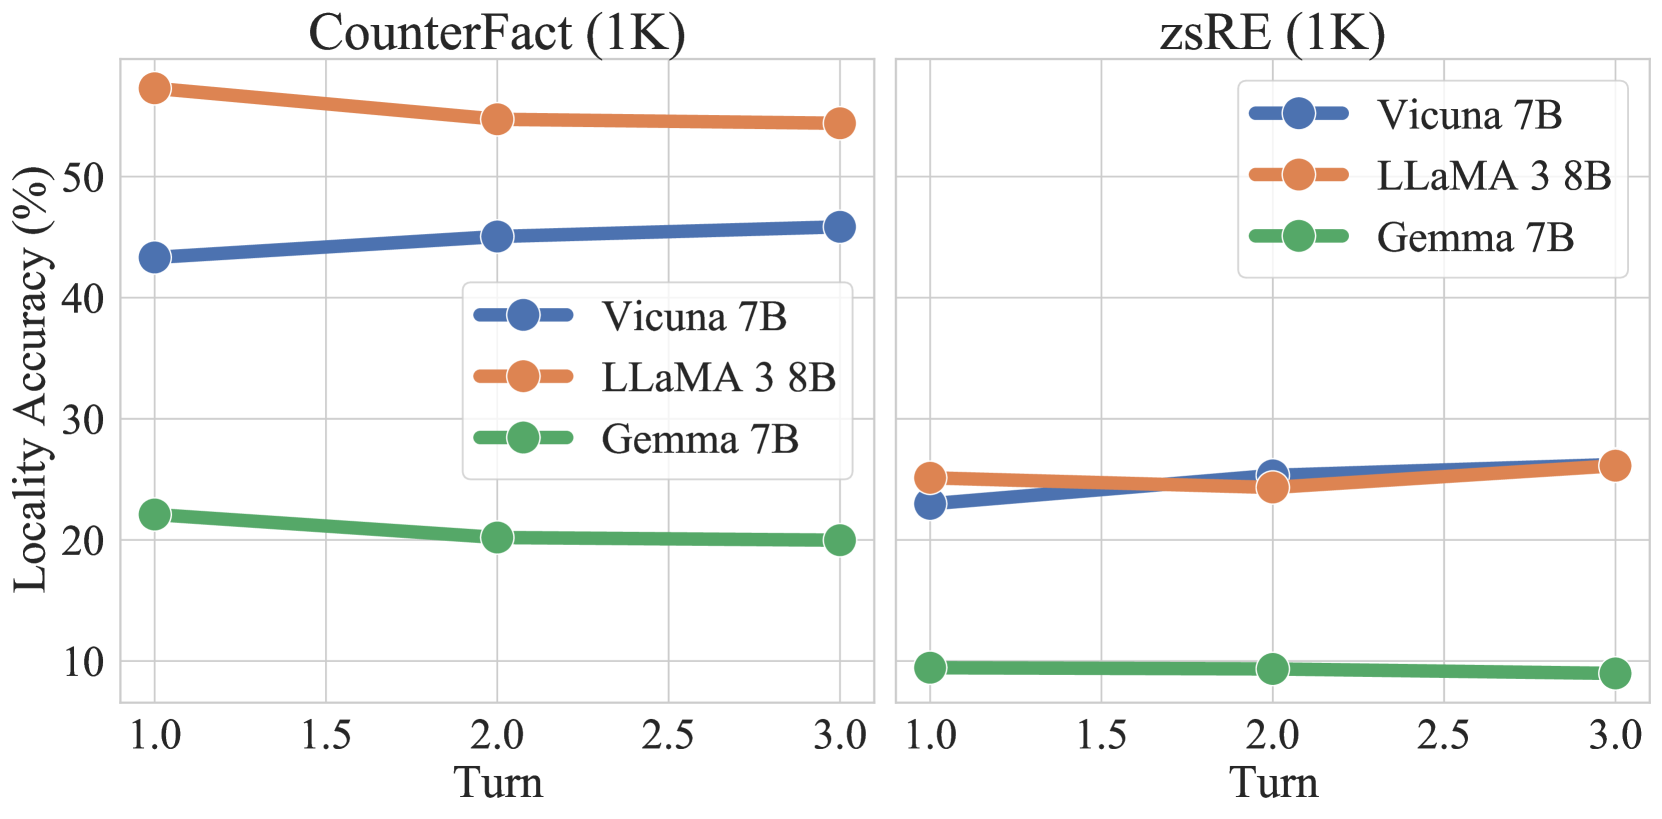 CounterFact (1K)
zsRE (1K)
Locality Accuracy (%)
50
40
30
20
10
Vicuna 7B
LLaMA 3 8B
Gemma 7B
Vicuna 7B
LLaMA 3 8B
Gemma 7B
1.0 1.5 2.0 2.5 3.0
1.0 1.5 2.0 2.5 3.0
Turn
Turn